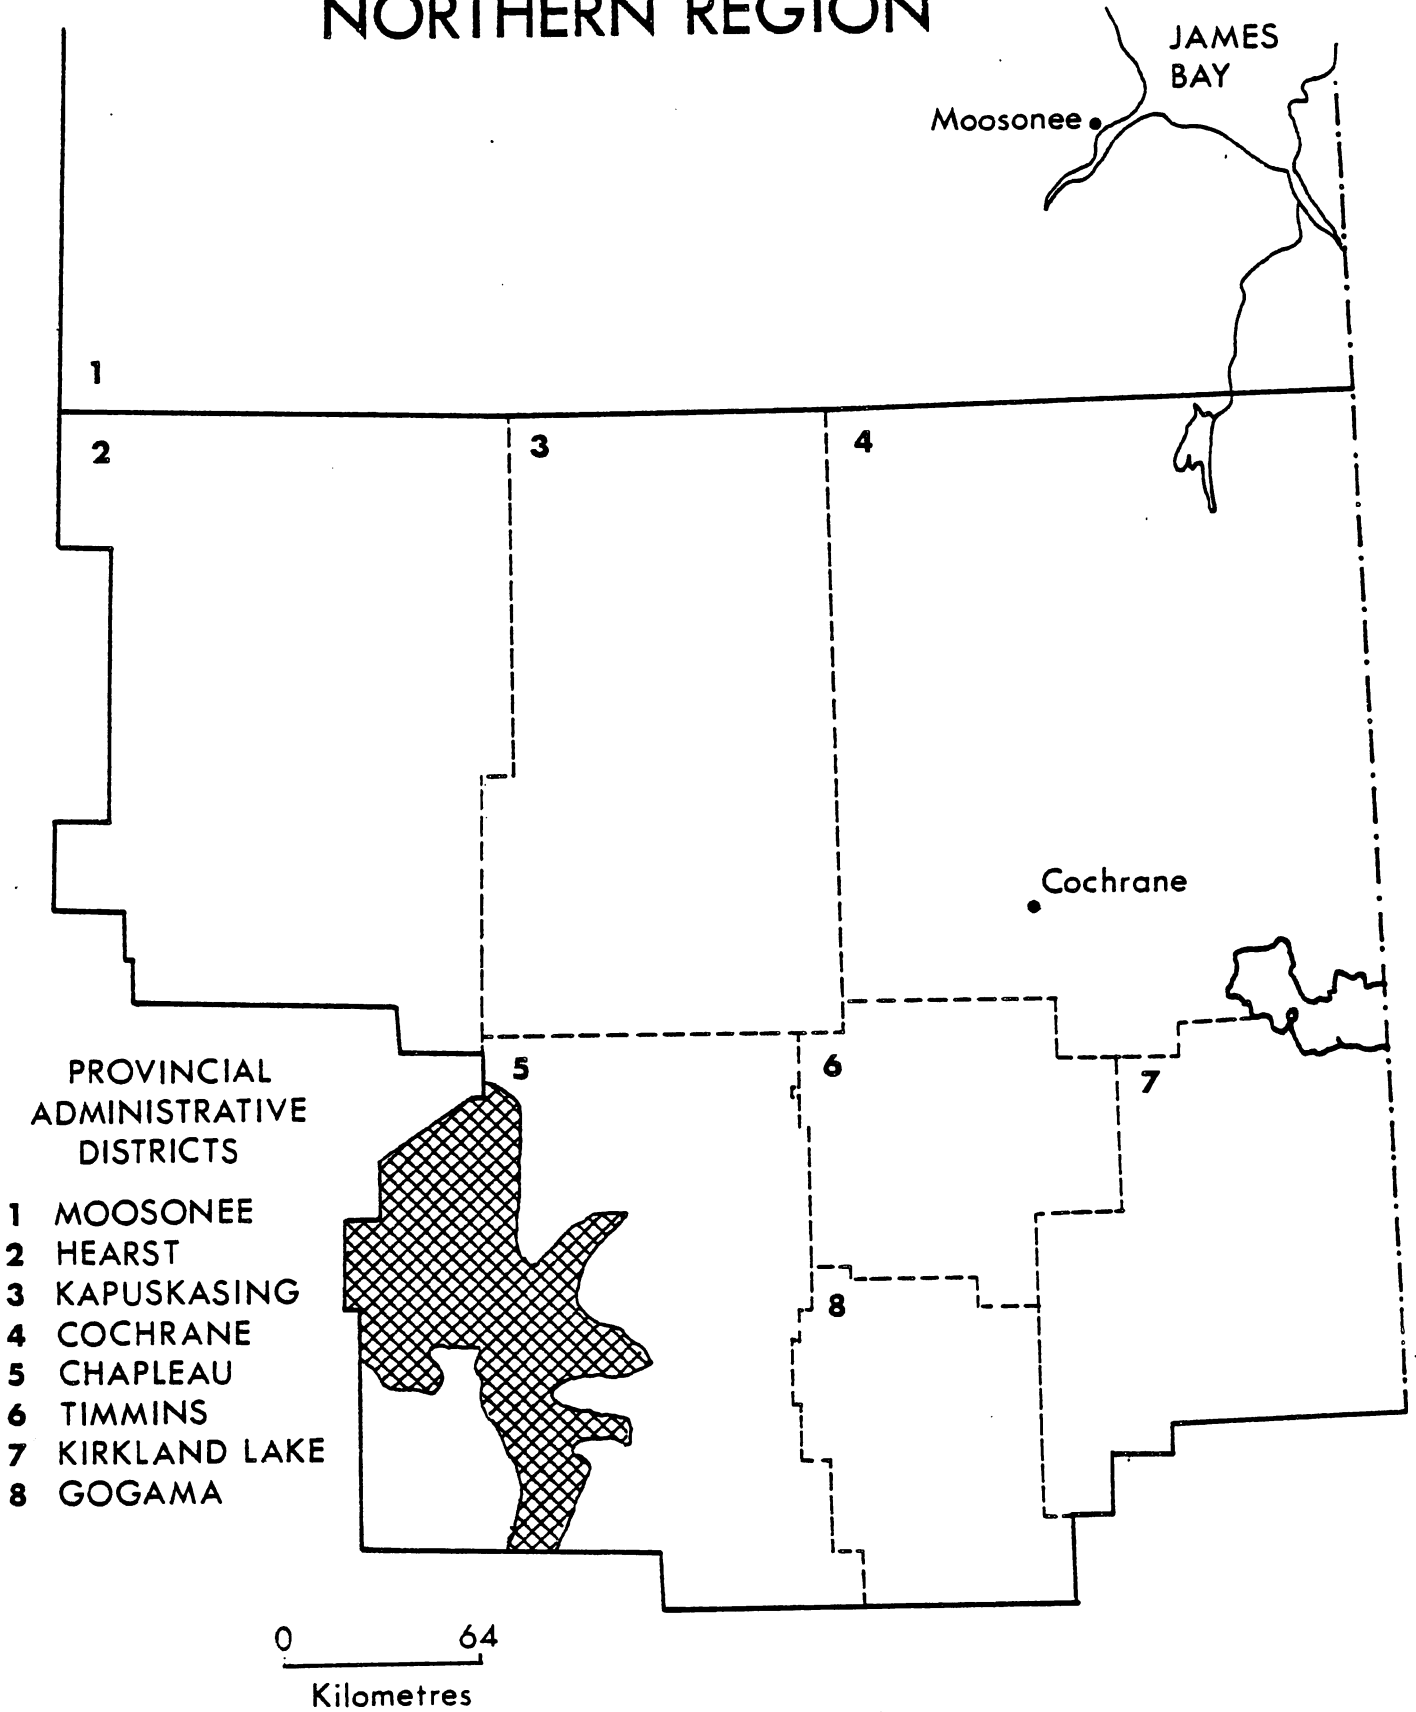 NORTHERN REGION
JAMES
BAY
Moosonee
1
2
3
4
Cochrane
5
6
7
8
PROVINCIAL
ADMINISTRATIVE
DISTRICTS
1 MOOSONEE
2 HEARST
3 KAPUSKASING
4 COCHRANE
5 CHAPLEAU
6 TIMMINS
7 KIRKLAND LAKE
8 GOGAMA
0 64
Kilometres